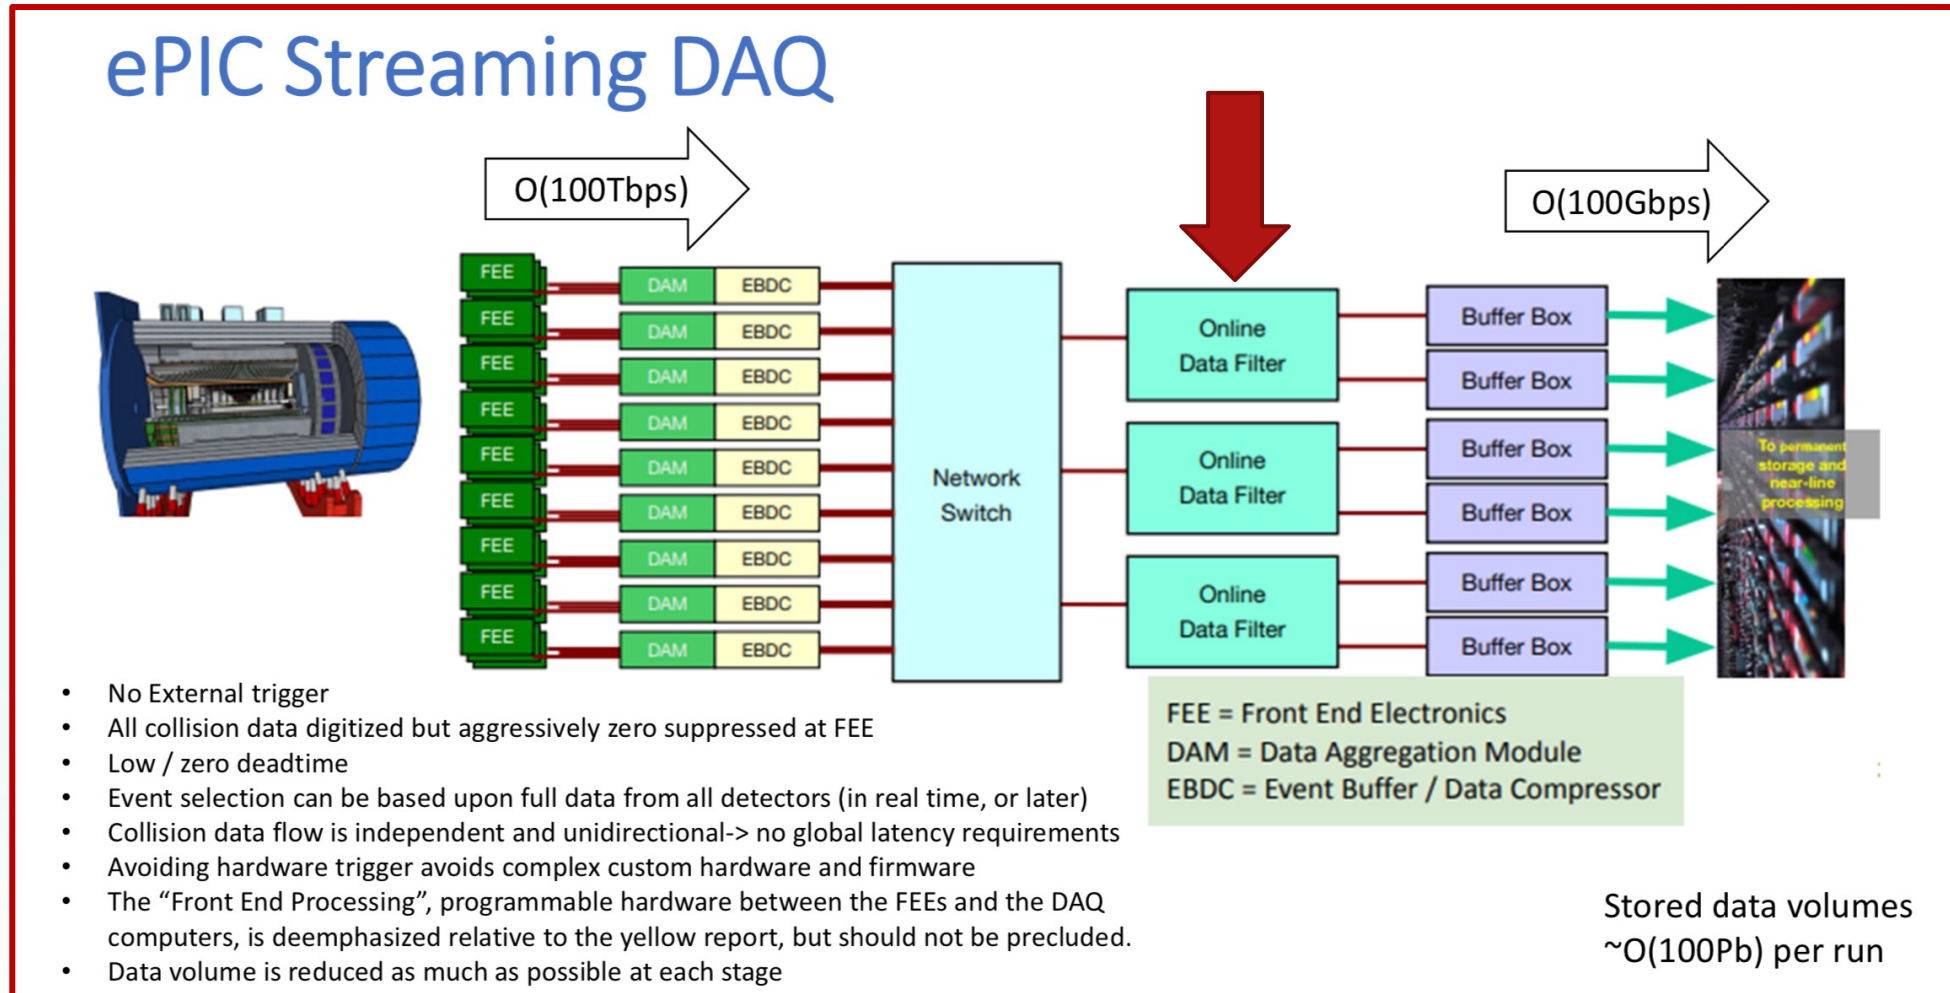 ePIC Streaming DAQ
O(100Tbps)
O(100Gbps)
FEE DAM EBDC
FEE DAM EBDC
FEE DAM EBDC
FEE DAM EBDC
FEE DAM EBDC
FEE DAM EBDC
FEE DAM EBDC
FEE DAM EBDC
FEE DAM EBDC
Network
Switch
Online
Data Filter
Online
Data Filter
Online
Data Filter
Buffer Box
Buffer Box
Buffer Box
Buffer Box
Buffer Box
Buffer Box
To permanent
storage and
near-line
processing
• No External trigger
• All collision data digitized but aggressively zero suppressed at FEE
• Low / zero deadtime
• Event selection can be based upon full data from all detectors (in real time, or later)
• Collision data flow is independent and unidirectional-> no global latency requirements
• Avoiding hardware trigger avoids complex custom hardware and firmware
• The “Front End Processing”, programmable hardware between the FEEs and the DAQ
computers, is deemphasized relative to the yellow report, but should not be precluded.
• Data volume is reduced as much as possible at each stage
FEE = Front End Electronics
DAM = Data Aggregation Module
EBDC = Event Buffer / Data Compressor
Stored data volumes
~O(100Pb) per run